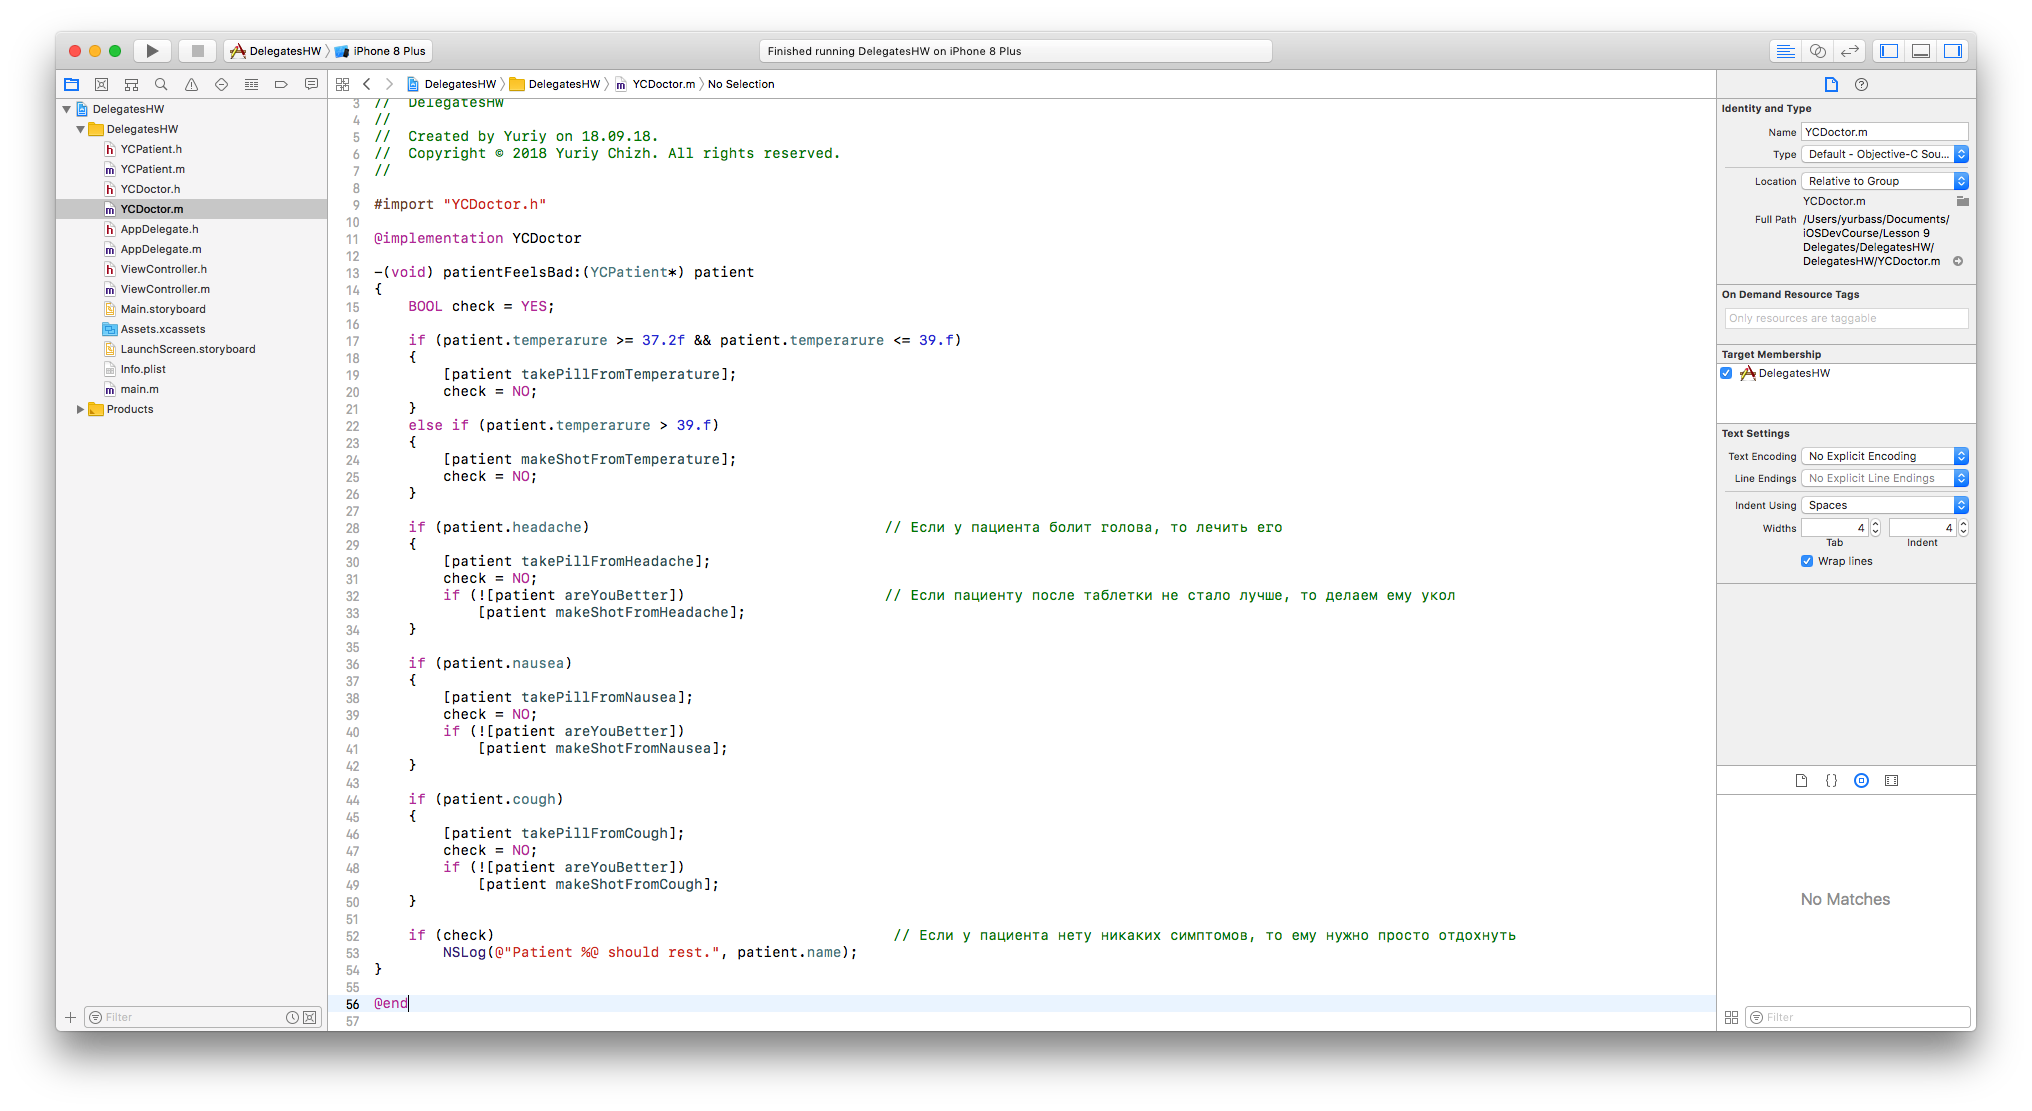 DelegatesHW 〉 iPhone 8 Plus
Finished running DelegatesHW on iPhone 8 Plus
DelegatesHW 〉 DelegatesHW 〉 YCDoctor.m 〉 No Selection
DelegatesHW
DelegatesHW
YCPatient.h
YCPatient.m
YCDoctor.h
YCDoctor.m
AppDelegate.h
AppDelegate.m
ViewController.h
ViewController.m
Main.storyboard
Assets.xcassets
LaunchScreen.storyboard
Info.plist
main.m
Products
Filter
3 //  DelegatesHW
4 //
5 //  Created by Yuriy on 18.09.18.
6 //  Copyright © 2018 Yuriy Chizh. All rights reserved.
7 //
8
9 #import "YCDoctor.h"
10
11 @implementation YCDoctor
12
13 -(void) patientFeelsBad:(YCPatient*) patient
14 {
15     BOOL check = YES;
16
17     if (patient.temperarure >= 37.2f && patient.temperarure <= 39.f)
18     {
19         [patient takePillFromTemperature];
20         check = NO;
21     }
22     else if (patient.temperarure > 39.f)
23     {
24         [patient makeShotFromTemperature];
25         check = NO;
26     }
27
28     if (patient.headache) // Если у пациента болит голова, то лечить его
29     {
30         [patient takePillFromHeadache];
31         check = NO;
32         if (![patient areYouBetter]) // Если пациенту после таблетки не стало лучше, то делаем ему укол
33             [patient makeShotFromHeadache];
34     }
35
36     if (patient.nausea)
37     {
38         [patient takePillFromNausea];
39         check = NO;
40         if (![patient areYouBetter])
41             [patient makeShotFromNausea];
42     }
43
44     if (patient.cough)
45     {
46         [patient takePillFromCough];
47         check = NO;
48         if (![patient areYouBetter])
49             [patient makeShotFromCough];
50     }
51
52     if (check) // Если у пациента нету никаких симптомов, то ему нужно просто отдохнуть
53         NSLog(@"Patient %@ should rest.", patient.name);
54 }
55
56 @end
57
Identity and Type
Name YCDoctor.m
Type Default - Objective-C Sou...
Location Relative to Group
YCDoctor.m
Full Path /Users/yurbass/Documents/
iOSDevCourse/Lesson 9
Delegates/DelegatesHW/
DelegatesHW/YCDoctor.m
On Demand Resource Tags
Only resources are taggable
Target Membership
DelegatesHW
Text Settings
Text Encoding No Explicit Encoding
Line Endings No Explicit Line Endings
Indent Using Spaces
Widths 4 4
Tab Indent
Wrap lines
{}
No Matches
Filter